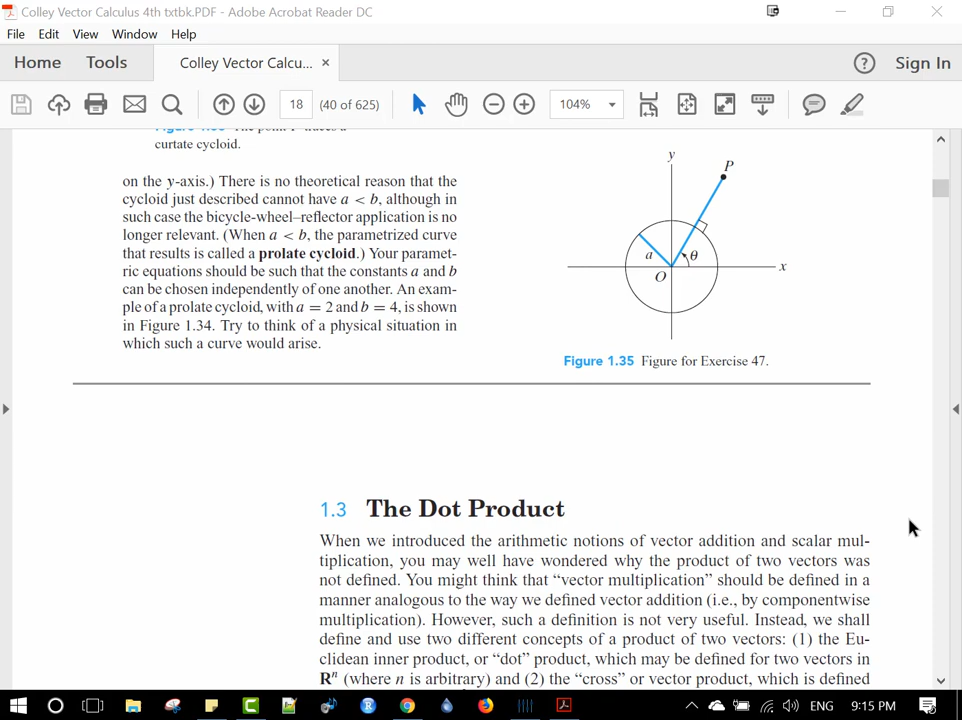 Colley Vector Calculus 4th txtbk.PDF - Adobe Acrobat Reader DC
File Edit View Window Help
Home Tools Colley Vector Calcu... × ? Sign In
18 (40 of 625) 104%
curtate cycloid.
on the y-axis.) There is no theoretical reason that the
cycloid just described cannot have a < b, although in
such case the bicycle-wheel–reflector application is no
longer relevant. (When a < b, the parametrized curve
that results is called a prolate cycloid.) Your paramet-
ric equations should be such that the constants a and b
can be chosen independently of one another. An exam-
ple of a prolate cycloid, with a = 2 and b = 4, is shown
in Figure 1.34. Try to think of a physical situation in
which such a curve would arise.
y
P
a
θ
O
x
Figure 1.35 Figure for Exercise 47.
1.3 The Dot Product
When we introduced the arithmetic notions of vector addition and scalar mul-
tiplication, you may well have wondered why the product of two vectors was
not defined. You might think that “vector multiplication” should be defined in a
manner analogous to the way we defined vector addition (i.e., by componentwise
multiplication). However, such a definition is not very useful. Instead, we shall
define and use two different concepts of a product of two vectors: (1) the Eu-
clidean inner product, or “dot” product, which may be defined for two vectors in
Rⁿ (where n is arbitrary) and (2) the “cross” or vector product, which is defined
ENG 9:15 PM